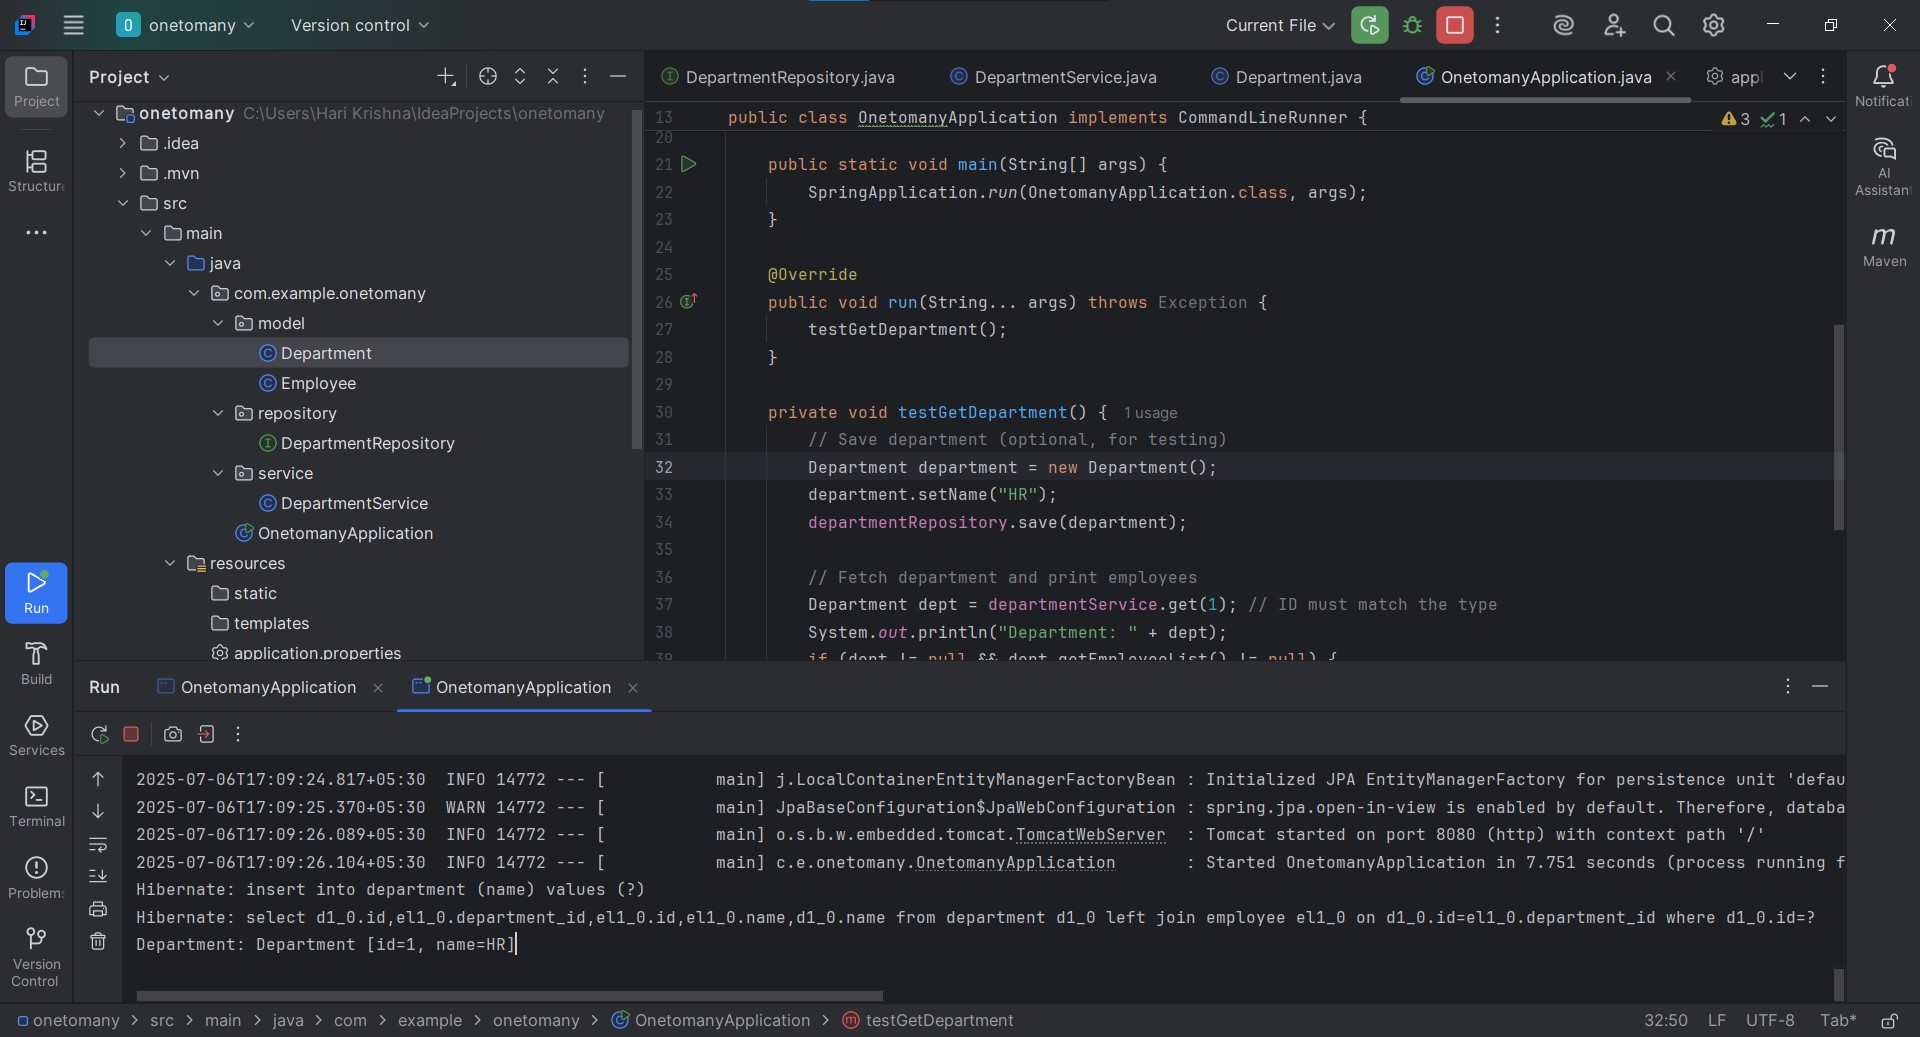 onetomany
Version control
Current File
Project
DepartmentRepository.java
DepartmentService.java
Department.java
OnetomanyApplication.java
appl
Project
Structure
Notificati
AI
Assistan
Maven
onetomany C:\Users\Hari Krishna\IdeaProjects\onetomany
.idea
.mvn
src
main
java
com.example.onetomany
model
Department
Employee
repository
DepartmentRepository
service
DepartmentService
OnetomanyApplication
resources
static
templates
application.properties
13 public class OnetomanyApplication implements CommandLineRunner {
3 1
20
21 public static void main(String[] args) {
22 SpringApplication.run(OnetomanyApplication.class, args);
23 }
24
25 @Override
26 public void run(String... args) throws Exception {
27 testGetDepartment();
28 }
29
30 private void testGetDepartment() { 1 usage
31 // Save department (optional, for testing)
32 Department department = new Department();
33 department.setName("HR");
34 departmentRepository.save(department);
35
36 // Fetch department and print employees
37 Department dept = departmentService.get(1); // ID must match the type
38 System.out.println("Department: " + dept);
39 if (dept != null && dept.getEmployeeList() != null) {
Run
Build
Services
Terminal
Problems
Version
Control
Run
OnetomanyApplication
OnetomanyApplication
2025-07-06T17:09:24.817+05:30 INFO 14772 --- [ main] j.LocalContainerEntityManagerFactoryBean : Initialized JPA EntityManagerFactory for persistence unit 'defau
2025-07-06T17:09:25.370+05:30 WARN 14772 --- [ main] JpaBaseConfiguration$JpaWebConfiguration : spring.jpa.open-in-view is enabled by default. Therefore, databa
2025-07-06T17:09:26.089+05:30 INFO 14772 --- [ main] o.s.b.w.embedded.tomcat.TomcatWebServer : Tomcat started on port 8080 (http) with context path '/'
2025-07-06T17:09:26.104+05:30 INFO 14772 --- [ main] c.e.onetomany.OnetomanyApplication : Started OnetomanyApplication in 7.751 seconds (process running f
Hibernate: insert into department (name) values (?)
Hibernate: select d1_0.id,el1_0.department_id,el1_0.id,el1_0.name,d1_0.name from department d1_0 left join employee el1_0 on d1_0.id=el1_0.department_id where d1_0.id=?
Department: Department [id=1, name=HR]
onetomany > src > main > java > com > example > onetomany > OnetomanyApplication > testGetDepartment
32:50 LF UTF-8 Tab*